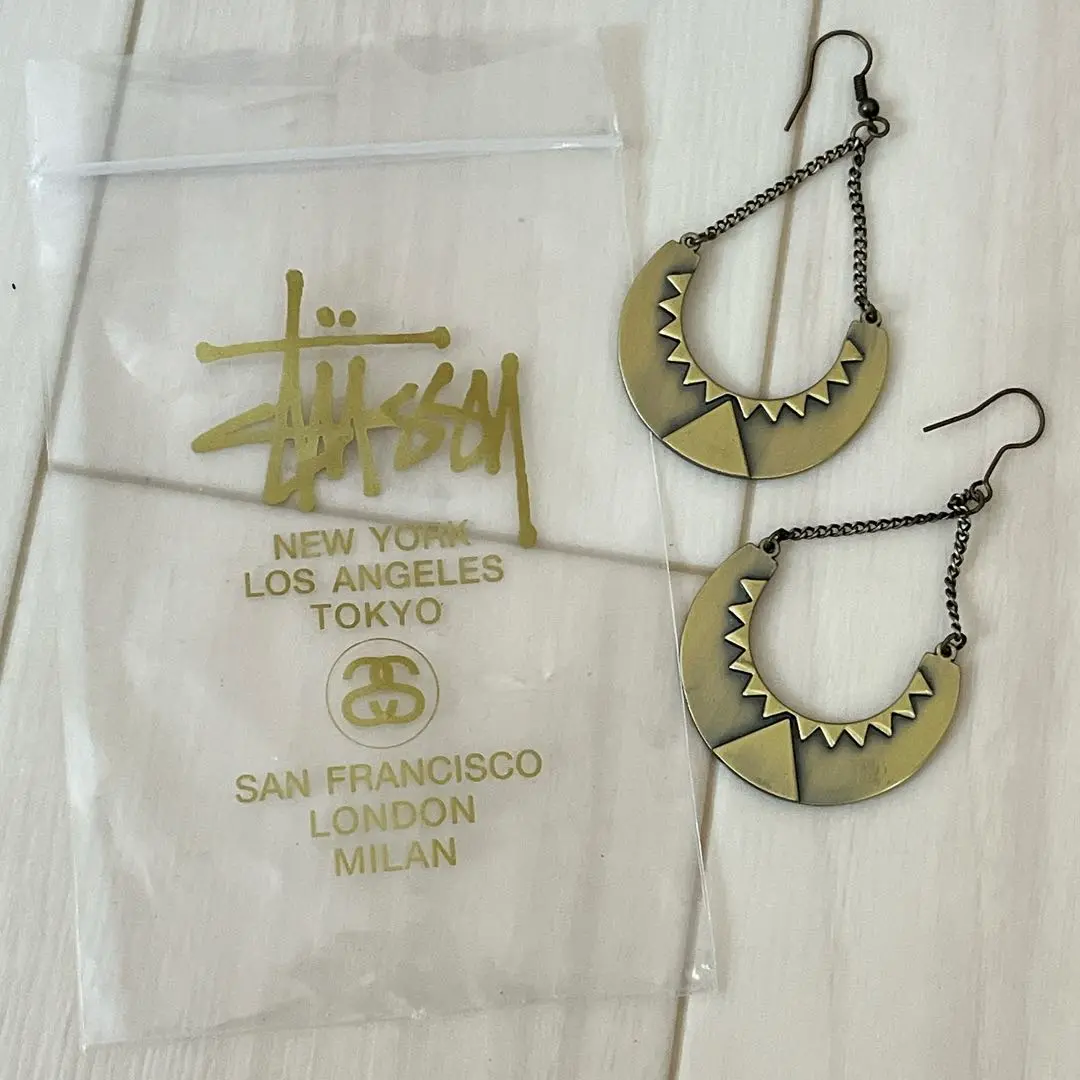 Stüssy
NEW YORK
LOS ANGELES
TOKYO
SS
SAN FRANCISCO
LONDON
MILAN